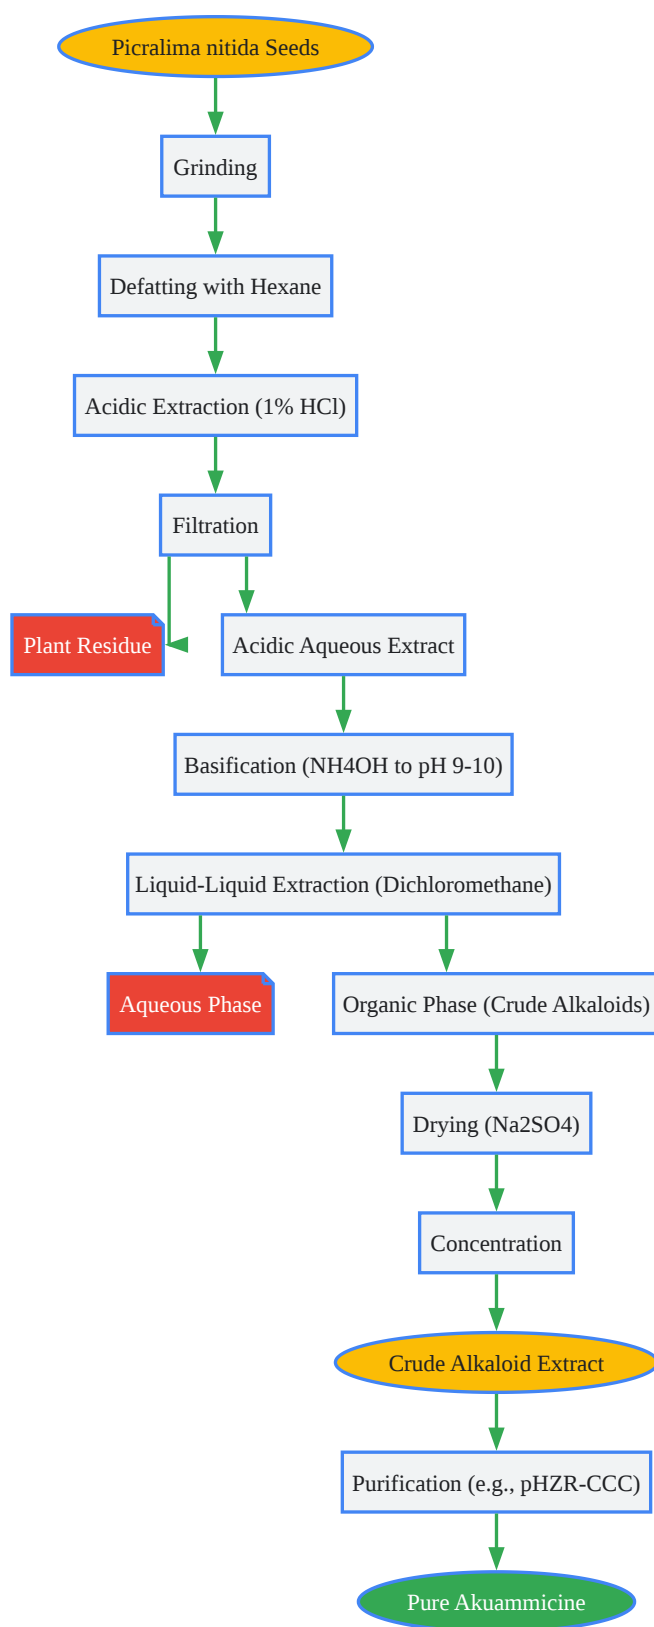 Picralima nitida Seeds
Grinding
Defatting with Hexane
Acidic Extraction (1% HCl)
Filtration
Plant Residue
Acidic Aqueous Extract
Basification (NH4OH to pH 9-10)
Liquid-Liquid Extraction (Dichloromethane)
Aqueous Phase
Organic Phase (Crude Alkaloids)
Drying (Na2SO4)
Concentration
Crude Alkaloid Extract
Purification (e.g., pHZR-CCC)
Pure Akuammicine